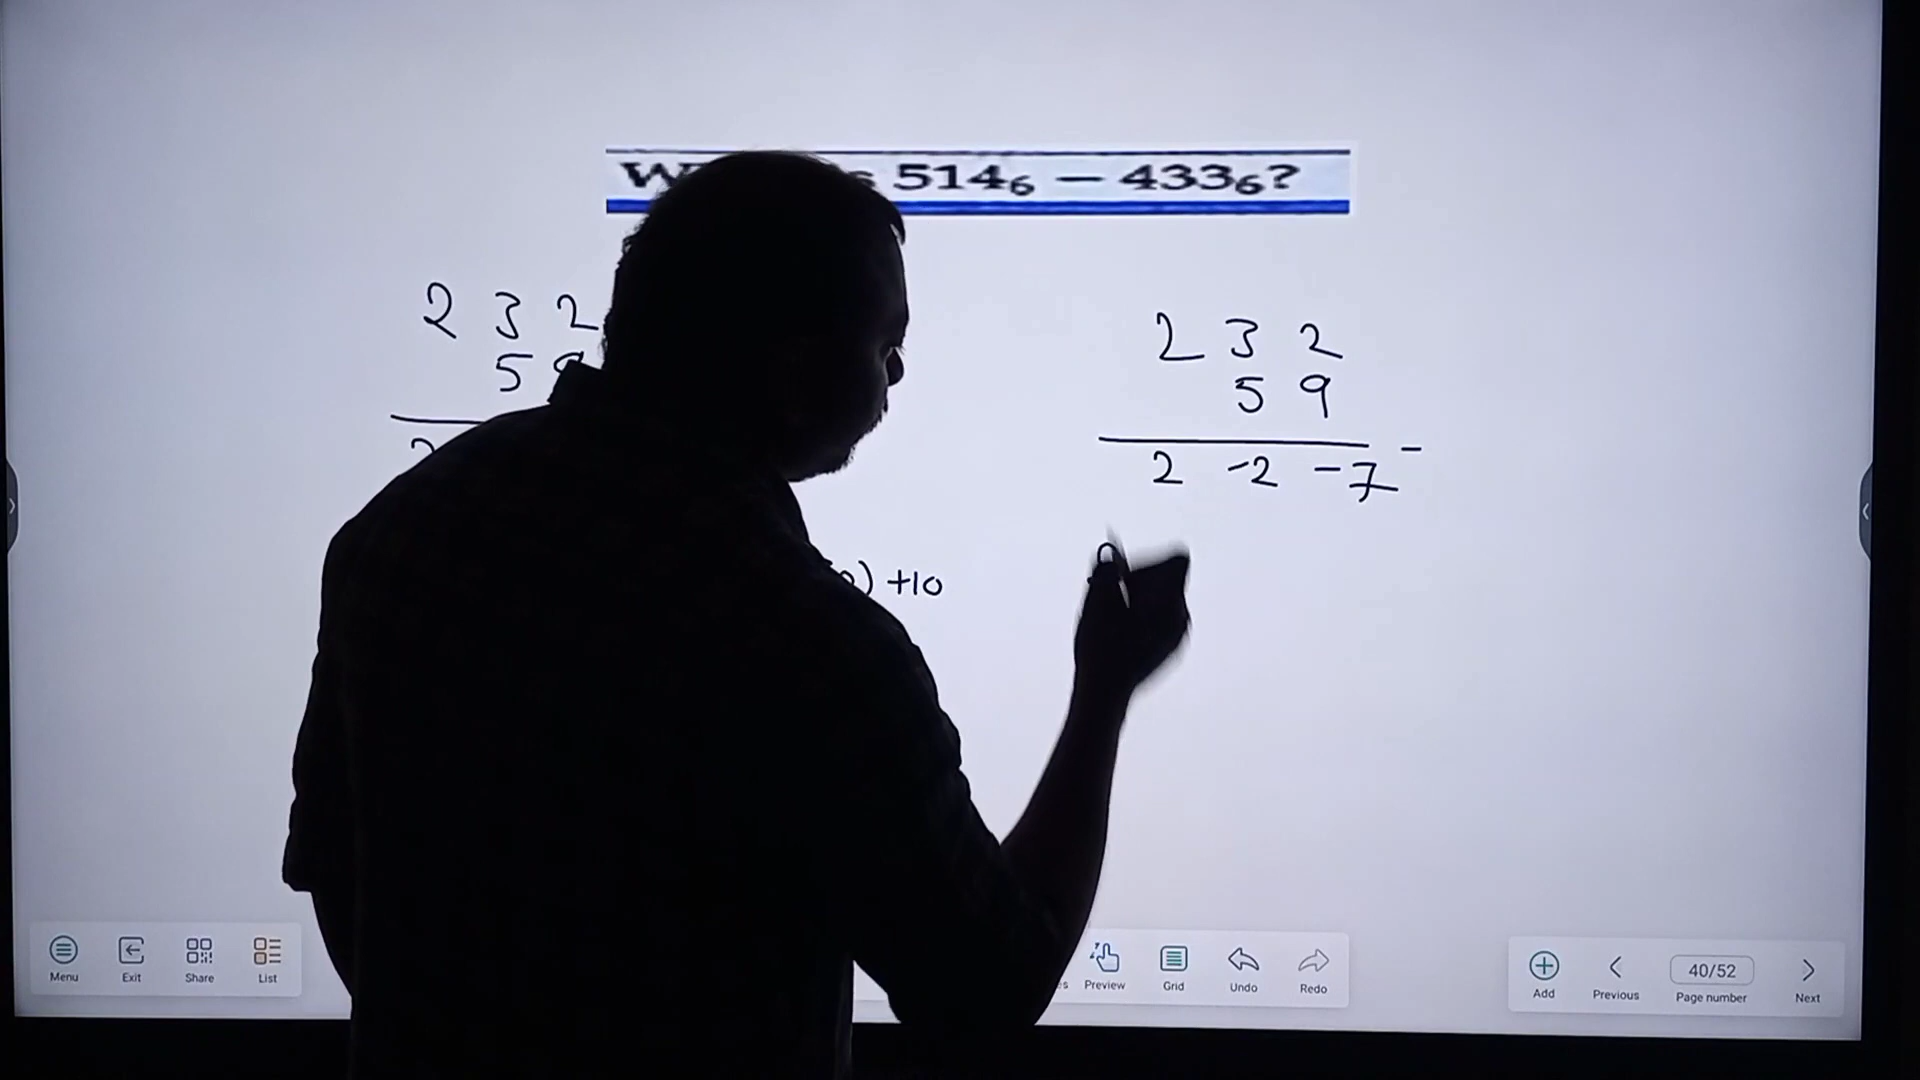 514₆ − 433₆?
2 3 2
5
2 3 2
5 9
2 -2 -7 -
+10
Menu Exit Share List Preview Grid Undo Redo Add Previous 40/52 Page number Next